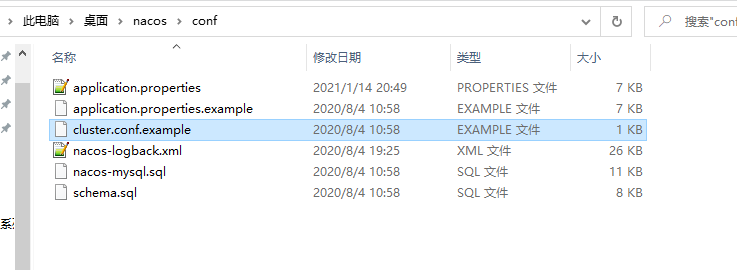 此电脑 > 桌面 > nacos > conf
搜索"conf
名称 修改日期 类型 大小
application.properties 2021/1/14 20:49 PROPERTIES 文件 7 KB
application.properties.example 2020/8/4 10:58 EXAMPLE 文件 7 KB
cluster.conf.example 2020/8/4 10:58 EXAMPLE 文件 1 KB
nacos-logback.xml 2020/8/4 19:25 XML 文件 26 KB
nacos-mysql.sql 2020/8/4 10:58 SQL 文件 11 KB
schema.sql 2020/8/4 10:58 SQL 文件 8 KB